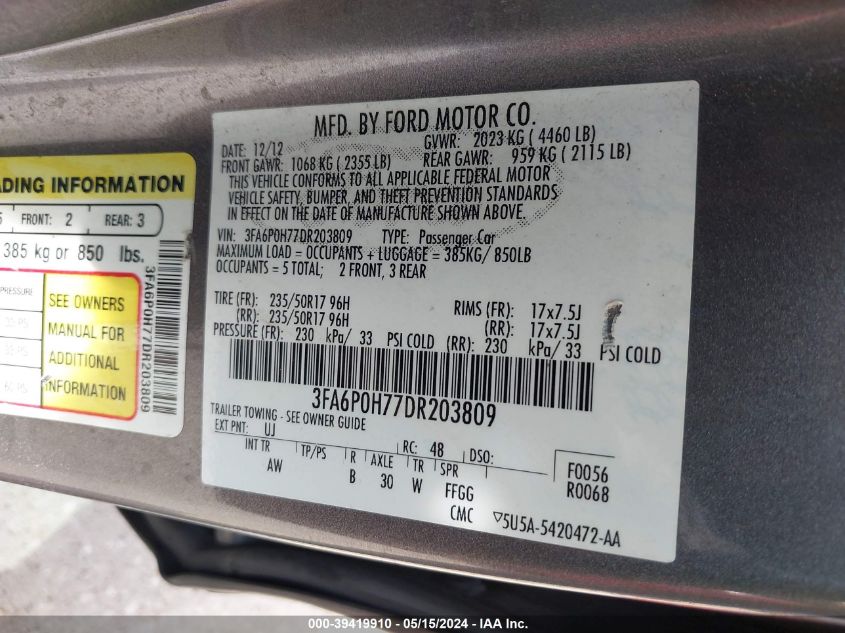 ADING INFORMATION
5 FRONT: 2 REAR: 3
385 kg or 850 lbs.
PRESSURE
SEE OWNERS
MANUAL FOR
ADDITIONAL
INFORMATION
3FA6P0H77DR203809
MFD. BY FORD MOTOR CO.
DATE: 12/12 GVWR: 2023 KG ( 4460 LB)
FRONT GAWR: 1068 KG ( 2355 LB) REAR GAWR: 959 KG ( 2115 LB)
THIS VEHICLE CONFORMS TO ALL APPLICABLE FEDERAL MOTOR
VEHICLE SAFETY, BUMPER, AND THEFT PREVENTION STANDARDS
IN EFFECT ON THE DATE OF MANUFACTURE SHOWN ABOVE.
VIN: 3FA6P0H77DR203809 TYPE: Passenger Car
MAXIMUM LOAD = OCCUPANTS + LUGGAGE = 385KG/ 850LB
OCCUPANTS = 5 TOTAL; 2 FRONT, 3 REAR
TIRE (FR): 235/50R17 96H RIMS (FR): 17x7.5J
(RR): 235/50R17 96H (RR): 17x7.5J
PRESSURE (FR): 230 kPa/ 33 PSI COLD (RR): 230 kPa/ 33 PSI COLD
3FA6P0H77DR203809
TRAILER TOWING - SEE OWNER GUIDE
EXT PNT: UJ RC: 48 DSO:
INT TR TP/PS R AXLE TR SPR
AW B 30 W FFGG
CMC
F0056
R0068
▽5U5A-5420472-AA
000-39419910 - 05/15/2024 - IAA Inc.